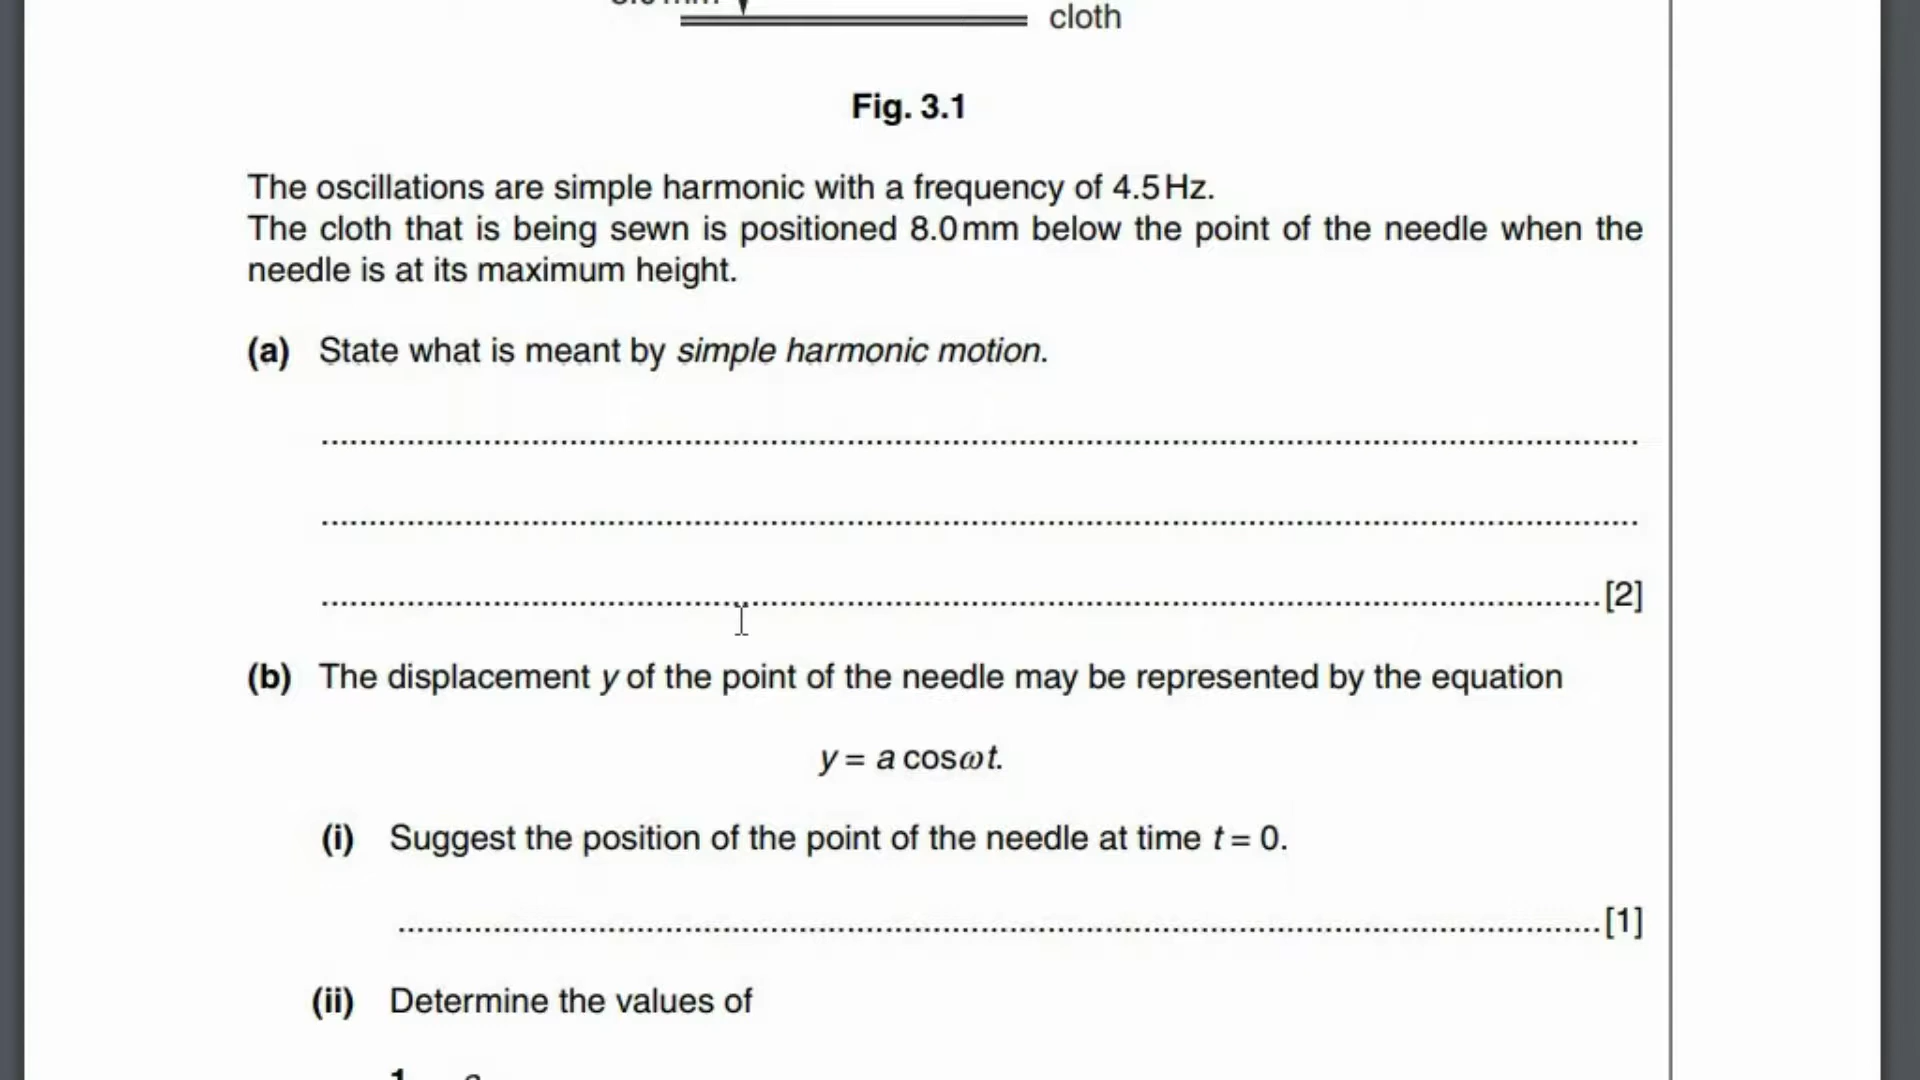 cloth
Fig. 3.1
The oscillations are simple harmonic with a frequency of 4.5 Hz.
The cloth that is being sewn is positioned 8.0 mm below the point of the needle when the
needle is at its maximum height.
(a) State what is meant by simple harmonic motion.
..........................................................................................
..........................................................................................
..........................................................................................[2]
(b) The displacement y of the point of the needle may be represented by the equation
y = a cosωt.
(i) Suggest the position of the point of the needle at time t = 0.
..........................................................................................[1]
(ii) Determine the values of